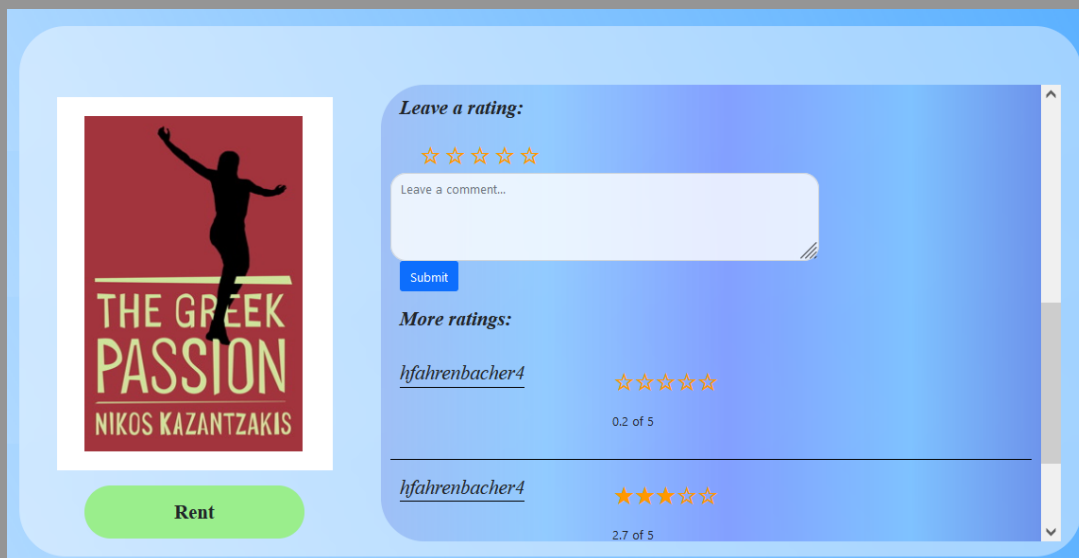 THE GREEK
PASSION
NIKOS KAZANTZAKIS
Rent
Leave a rating:
Leave a comment...
Submit
More ratings:
hfahrenbacher4
0.2 of 5
hfahrenbacher4
2.7 of 5